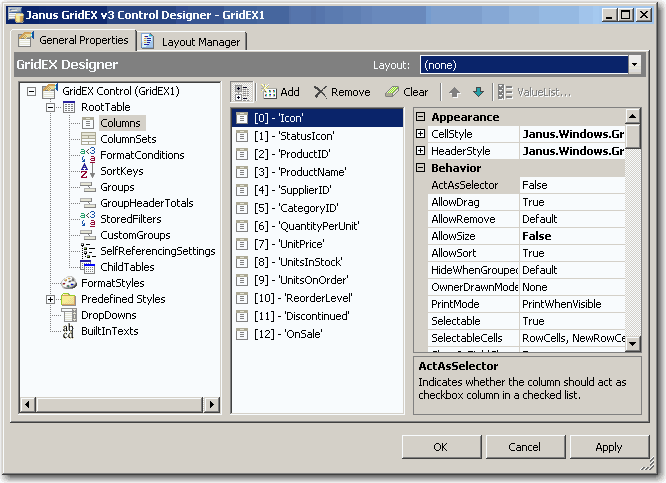 Janus GridEX v3 Control Designer - GridEX1
General Properties
Layout Manager
GridEX Designer
Layout:
(none)
GridEX Control (GridEX1)
RootTable
Columns
ColumnSets
FormatConditions
SortKeys
Groups
GroupHeaderTotals
StoredFilters
CustomGroups
SelfReferencingSettings
ChildTables
FormatStyles
Predefined Styles
DropDowns
BuiltInTexts
Add
Remove
Clear
ValueList...
[0] - 'Icon'
[1] - 'StatusIcon'
[2] - 'ProductID'
[3] - 'ProductName'
[4] - 'SupplierID'
[5] - 'CategoryID'
[6] - 'QuantityPerUnit'
[7] - 'UnitPrice'
[8] - 'UnitsInStock'
[9] - 'UnitsOnOrder'
[10] - 'ReorderLevel'
[11] - 'Discontinued'
[12] - 'OnSale'
Appearance
CellStyle Janus.Windows.Gr
HeaderStyle Janus.Windows.Gr
Behavior
ActAsSelector False
AllowDrag True
AllowRemove Default
AllowSize False
AllowSort True
HideWhenGrouped Default
OwnerDrawnMode None
PrintMode PrintWhenVisible
Selectable True
SelectableCells RowCells, NewRowCe
ActAsSelector
Indicates whether the column should act as
checkbox column in a checked list.
OK
Cancel
Apply